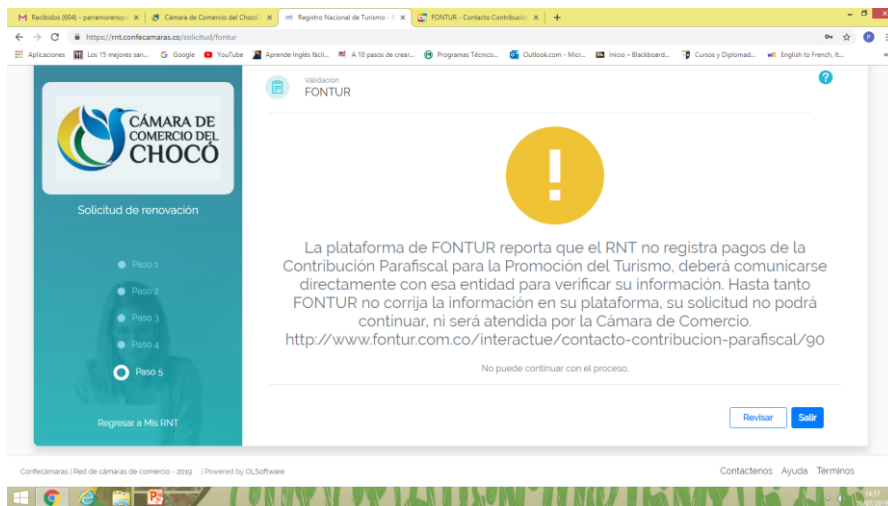 Recibidos (604) - parramorenoyi
Cámara de Comercio del Chocó |
rnt Registro Nacional de Turismo - R
FONTUR - Contacto Contribución
https://rnt.confecamaras.co/solicitud/fontur
Aplicaciones
Los 15 mejores san...
Google
YouTube
Aprende Inglés fácil...
A 10 pasos de crear...
Programas Técnico...
Outlook.com - Micr...
Inicio – Blackboard...
Cursos y Diplomad...
English to French, It...
CÁMARA DE
COMERCIO DEL
CHOCÓ
Solicitud de renovación
Paso 1
Paso 2
Paso 3
Paso 4
Paso 5
Regresar a Mis RNT
Validación
FONTUR
?
!
La plataforma de FONTUR reporta que el RNT no registra pagos de la
Contribución Parafiscal para la Promoción del Turismo, deberá comunicarse
directamente con esa entidad para verificar su información. Hasta tanto
FONTUR no corrija la información en su plataforma, su solicitud no podrá
continuar, ni será atendida por la Cámara de Comercio.
http://www.fontur.com.co/interactue/contacto-contribucion-parafiscal/90
No puede continuar con el proceso.
Revisar
Salir
Confecámaras | Red de cámaras de comercio - 2019 | Powered by OLSoftware
Contáctenos Ayuda Términos
14:57